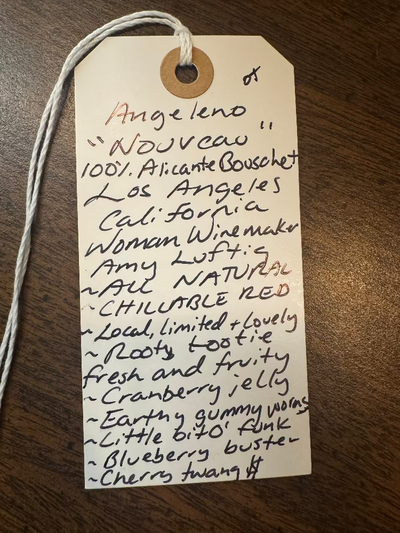 Angeleno
"Nouveau"
100% Alicante Bouschet
Los Angeles
California
Woman Winemaker
Amy Luftig
~ALL NATURAL
~CHILLABLE RED
~Local, limited + lovely
~Rooty tootie
fresh and fruity
~Cranberry jelly
~Earthy gummy worms
~Little bit O' funk
~Blueberry buster
~Cherry twang